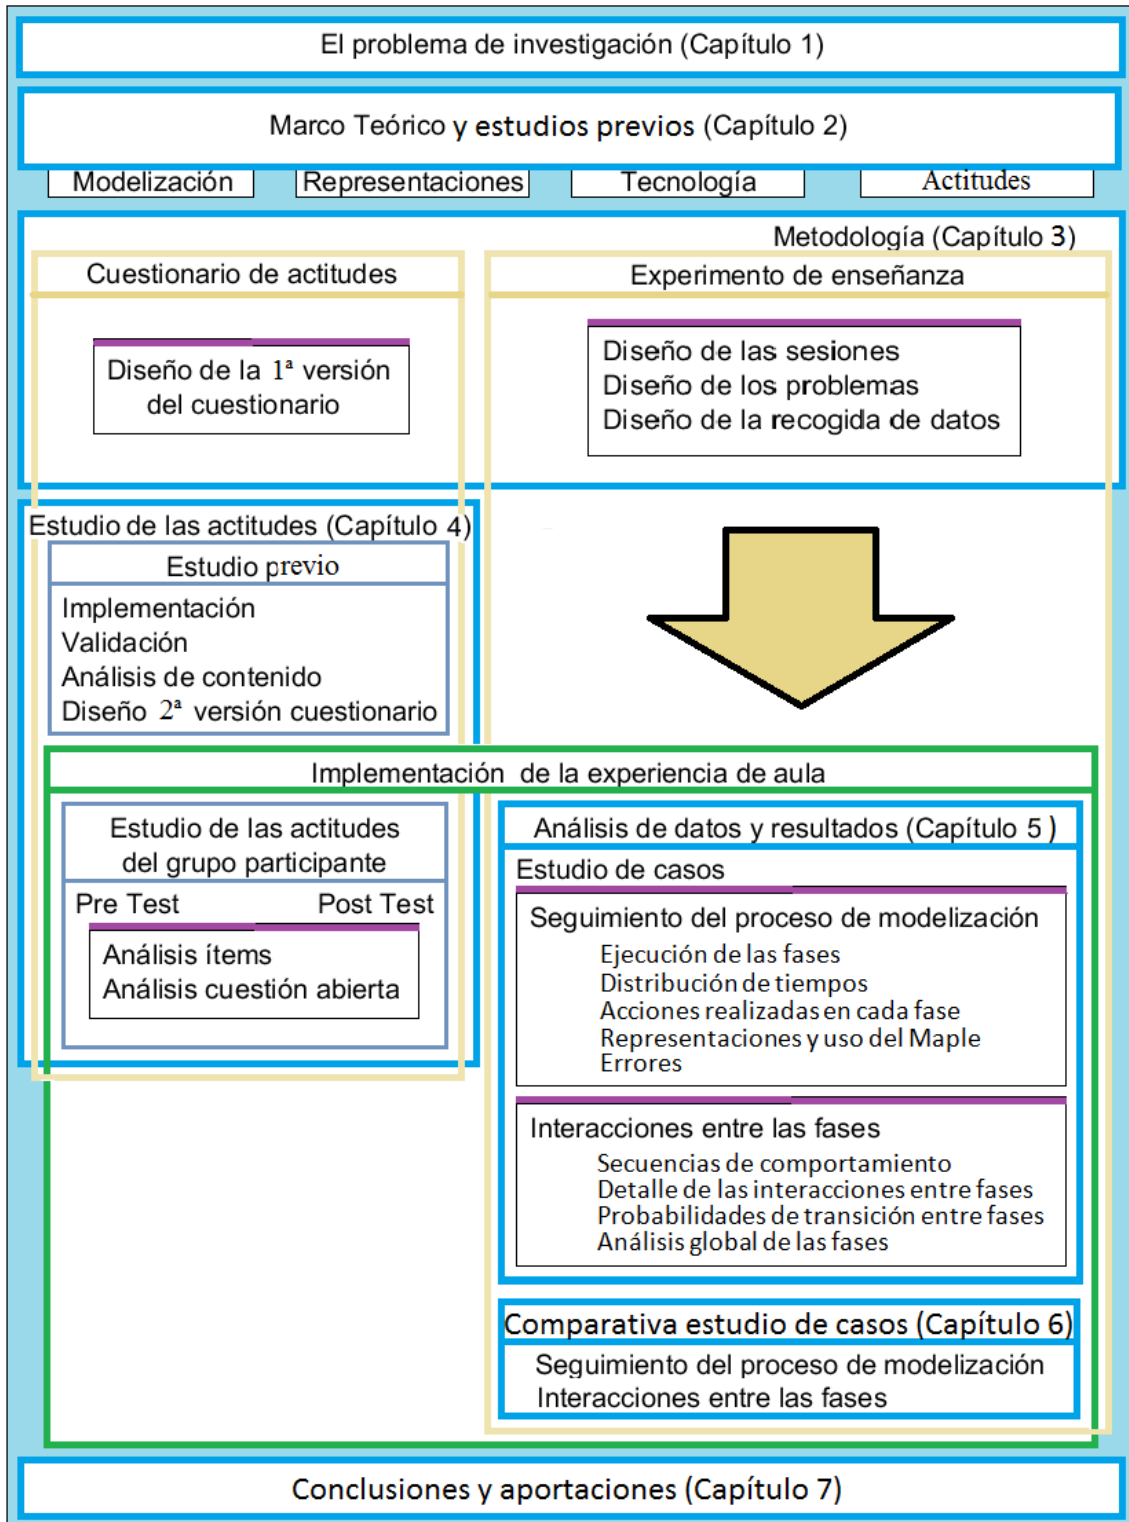 El problema de investigación (Capítulo 1)
Marco Teórico y estudios previos (Capítulo 2)
Modelización
Representaciones
Tecnología
Actitudes
Metodología (Capítulo 3)
Cuestionario de actitudes
Diseño de la 1ª versión
del cuestionario
Experimento de enseñanza
Diseño de las sesiones
Diseño de los problemas
Diseño de la recogida de datos
Estudio de las actitudes (Capítulo 4)
Estudio previo
Implementación
Validación
Análisis de contenido
Diseño 2ª versión cuestionario
Implementación de la experiencia de aula
Estudio de las actitudes
del grupo participante
Pre Test Post Test
Análisis ítems
Análisis cuestión abierta
Análisis de datos y resultados (Capítulo 5 )
Estudio de casos
Seguimiento del proceso de modelización
Ejecución de las fases
Distribución de tiempos
Acciones realizadas en cada fase
Representaciones y uso del Maple
Errores
Interacciones entre las fases
Secuencias de comportamiento
Detalle de las interacciones entre fases
Probabilidades de transición entre fases
Análisis global de las fases
Comparativa estudio de casos (Capítulo 6)
Seguimiento del proceso de modelización
Interacciones entre las fases
Conclusiones y aportaciones (Capítulo 7)